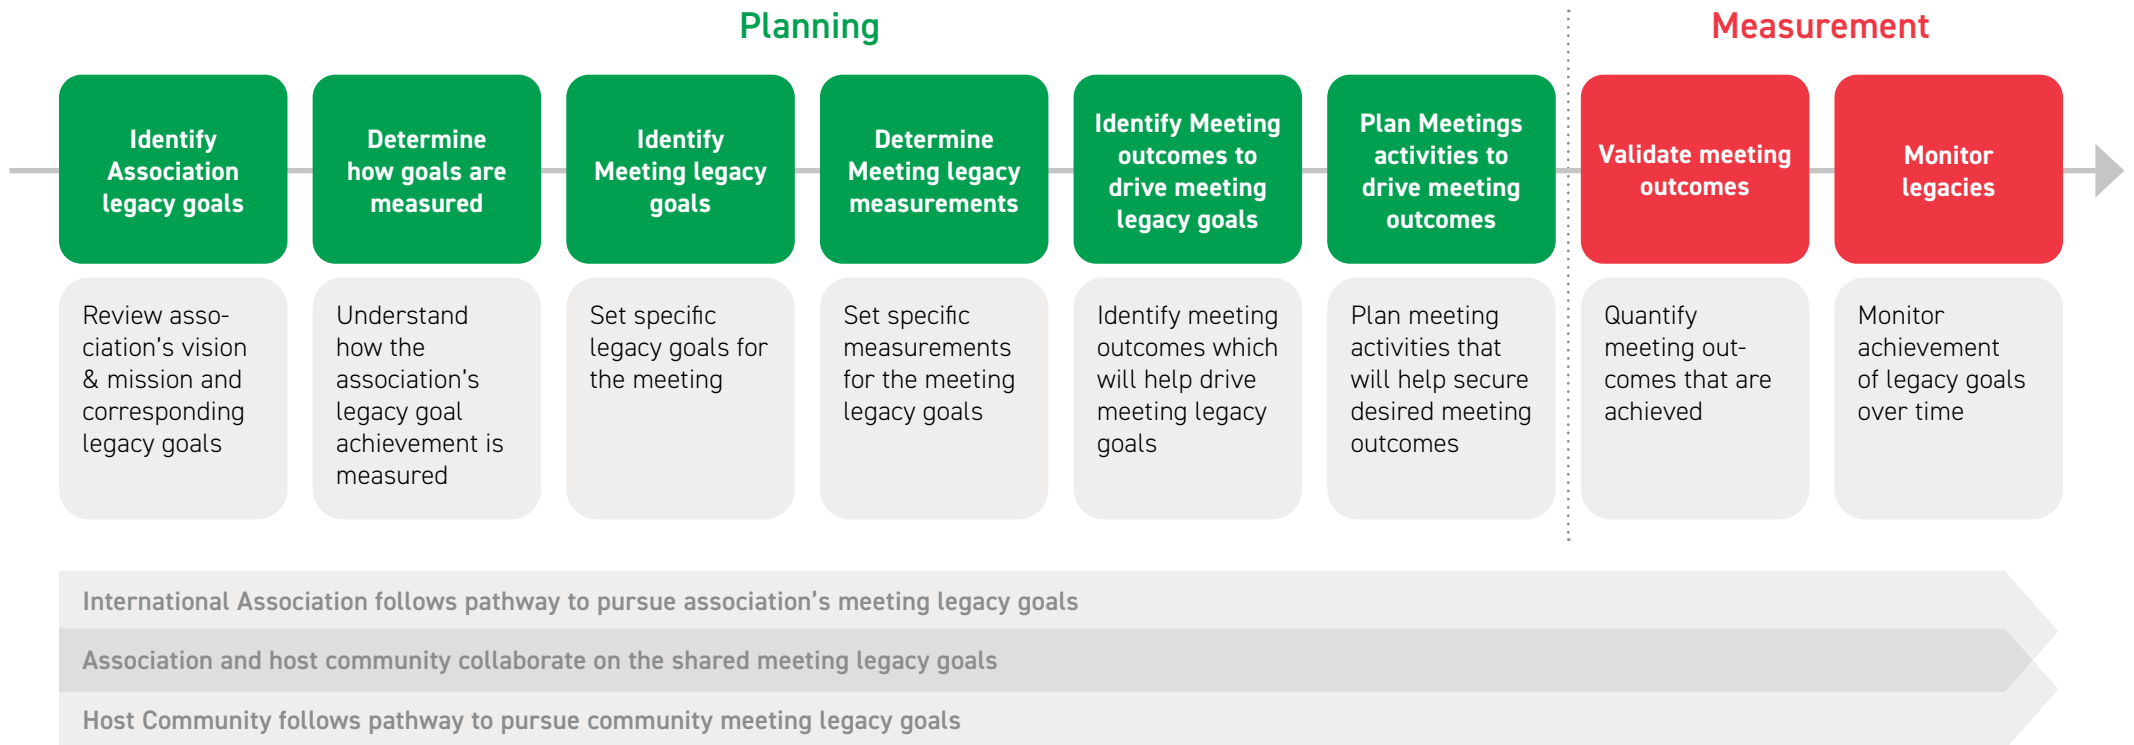 Planning
Measurement
Identify
Association
legacy goals
Determine
how goals are
measured
Identify
Meeting legacy
goals
Determine
Meeting legacy
measurements
Identify Meeting
outcomes to
drive meeting
legacy goals
Plan Meetings
activities to
drive meeting
outcomes
Validate meeting
outcomes
Monitor
legacies
Review asso-
ciation’s vision
& mission and
corresponding
legacy goals
Understand
how the
association’s
legacy goal
achievement is
measured
Set specific
legacy goals for
the meeting
Set specific
measurements
for the meeting
legacy goals
Identify meeting
outcomes which
will help drive
meeting legacy
goals
Plan meeting
activities that
will help secure
desired meeting
outcomes
Quantify
meeting out-
comes that are
achieved
Monitor
achievement
of legacy goals
over time
International Association follows pathway to pursue association’s meeting legacy goals
Association and host community collaborate on the shared meeting legacy goals
Host Community follows pathway to pursue community meeting legacy goals